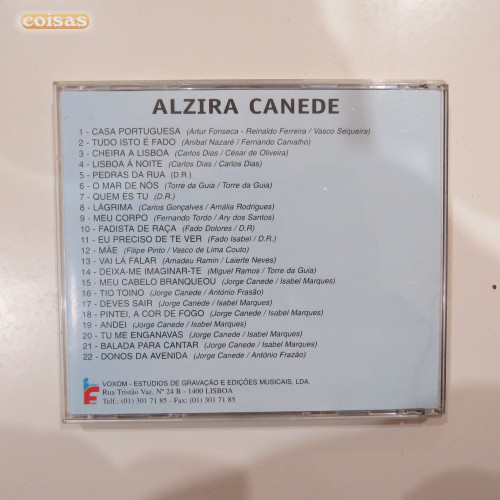 coisas
ALZIRA CANEDE
1 - CASA PORTUGUESA (Artur Fonseca - Reinaldo Ferreira / Vasco Sequeira)
2 - TUDO ISTO É FADO (Aníbal Nazaré / Fernando Carvalho)
3 - CHEIRA A LISBOA (Carlos Dias / César de Oliveira)
4 - LISBOA À NOITE (Carlos Dias / Carlos Dias)
5 - PEDRAS DA RUA (D.R.)
6 - O MAR DE NÓS (Torre da Guia / Torre da Guia)
7 - QUEM ÉS TU (D.R.)
8 - LÁGRIMA (Carlos Gonçalves / Amália Rodrigues)
9 - MEU CORPO (Fernando Tordo / Ary dos Santos)
10 - FADISTA DE RAÇA (Fado Dolores / D.R)
11 - EU PRECISO DE TE VER (Fado Isabel / D.R.)
12 - MÃE (Filipe Pinto / Vasco de Lima Couto)
13 - VAI LÁ FALAR (Amadeu Ramin / Laierte Neves)
14 - DEIXA-ME IMAGINAR-TE (Miguel Ramos / Torre da Guia)
15 - MEU CABELO BRANQUEOU (Jorge Canede / Isabel Marques)
16 - TIO TOINO (Jorge Canede / António Frasão)
17 - DEVES SAIR (Jorge Canede / Isabel Marques)
18 - PINTEI, A COR DE FOGO (Jorge Canede / Isabel Marques)
19 - ANDEI (Jorge Canede / Isabel Marques)
20 - TU ME ENGANAVAS (Jorge Canede / Isabel Marques)
21 - BALADA PARA CANTAR (Jorge Canede / Isabel Marques)
22 - DONOS DA AVENIDA (Jorge Canede / António Frazão)
VOXOM - ESTÚDIOS DE GRAVAÇÃO E EDIÇÕES MUSICAIS, LDA.
Rua Tristão Vaz, Nº 24 B - 1400 LISBOA
Telf.: (01) 301 71 85 - Fax: (01) 301 71 85